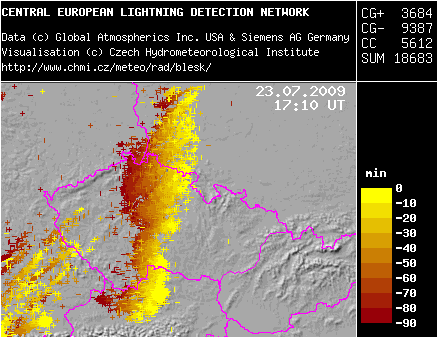 CENTRAL EUROPEAN LIGHTNING DETECTION NETWORK
Data (c) Global Atmospherics Inc. USA & Siemens AG Germany
Visualisation (c) Czech Hydrometeorological Institute
http://www.chmi.cz/meteo/rad/blesk/
CG+ 3684
CG- 9387
CC 5612
SUM 18683
23.07.2009
17:10 UT
min
0
-10
-20
-30
-40
-50
-60
-70
-80
-90